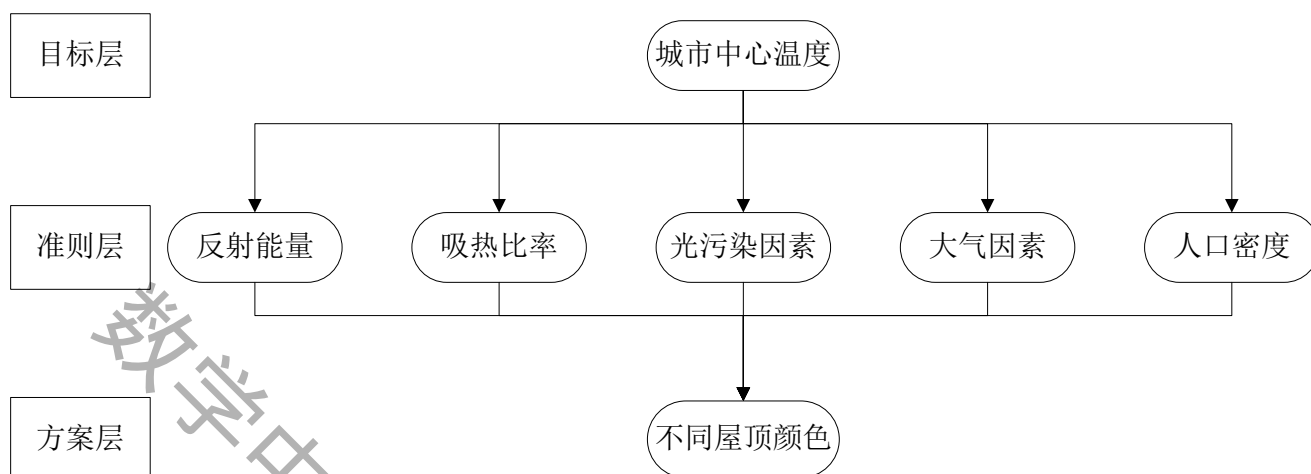 目标层
城市中心温度
准则层
反射能量
吸热比率
光污染因素
大气因素
人口密度
数学中
方案层
不同屋顶颜色